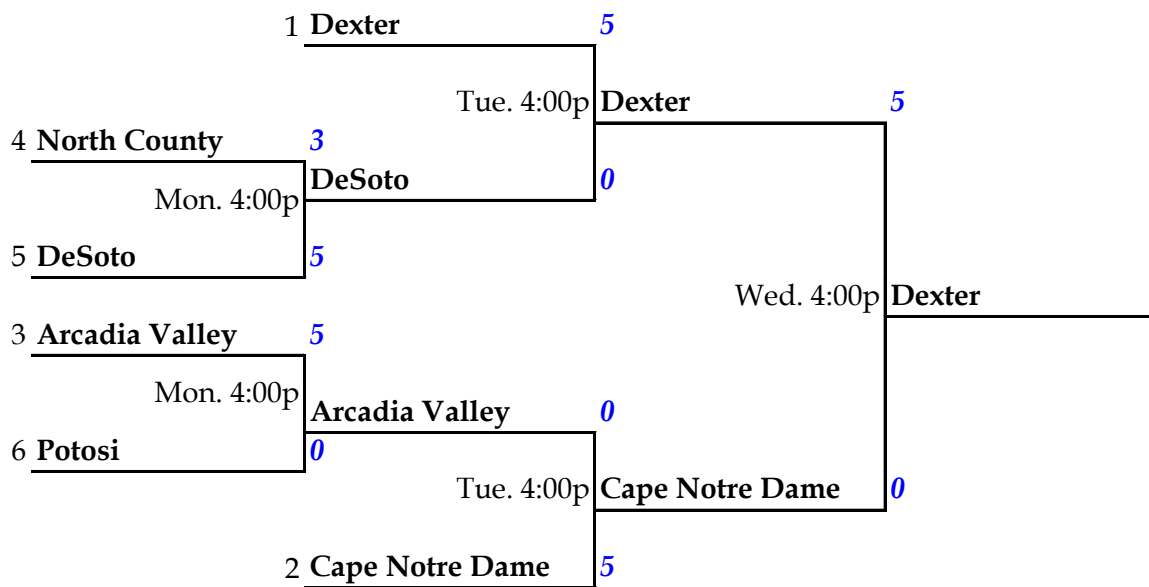 1 Dexter 5
Tue. 4:00p Dexter 5
4 North County 3
DeSoto 0
Mon. 4:00p
5 DeSoto 5
Wed. 4:00p Dexter
3 Arcadia Valley 5
Mon. 4:00p
Arcadia Valley 0
6 Potosi 0
Tue. 4:00p Cape Notre Dame 0
2 Cape Notre Dame 5